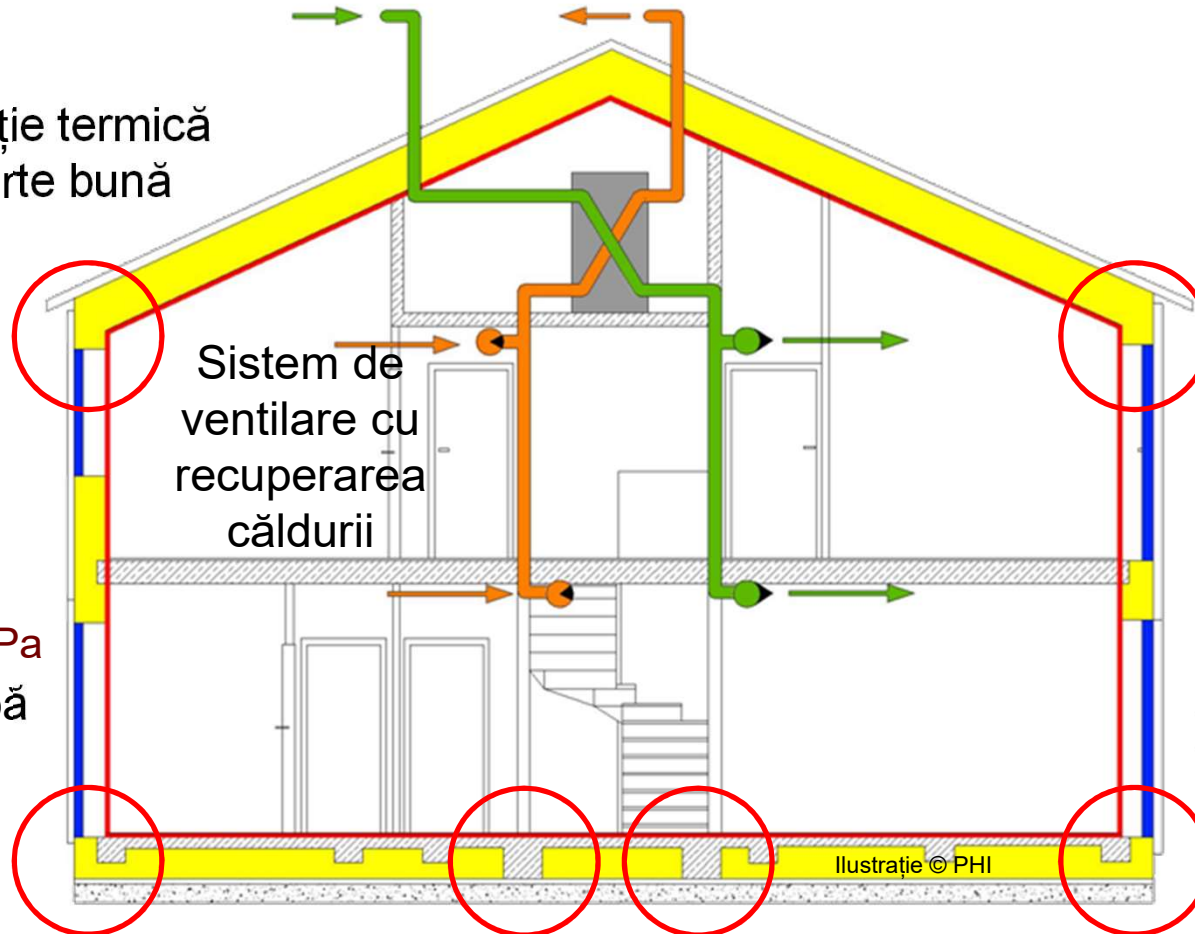 ție termică
rte bună
Sistem de
ventilare cu
recuperarea
căldurii
Pa
ă
Ilustrație © PHI